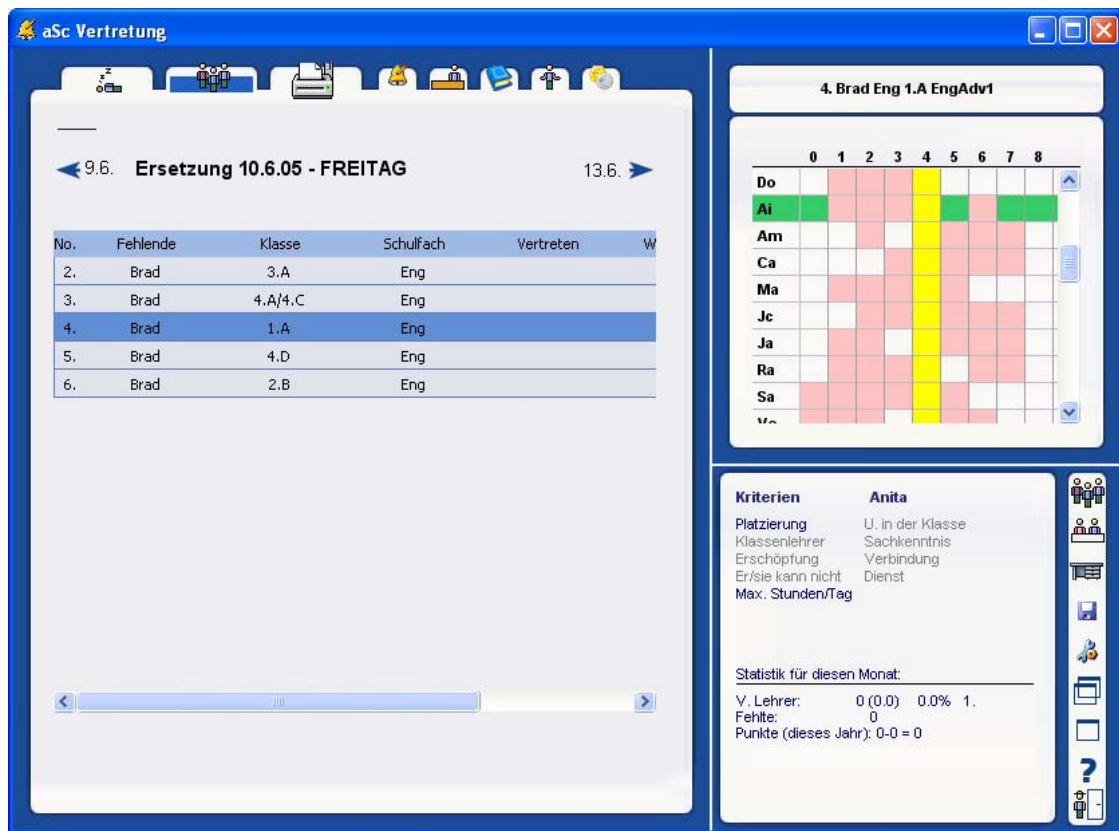 aSc Vertretung
9.6. Ersetzung 10.6.05 - FREITAG 13.6.
No. Fehlende Klasse Schulfach Vertreten W
2. Brad 3.A Eng
3. Brad 4.A/4.C Eng
4. Brad 1.A Eng
5. Brad 4.D Eng
6. Brad 2.B Eng
4. Brad Eng 1.A EngAdv1
0 1 2 3 4 5 6 7 8
Do
Ai
Am
Ca
Ma
Jc
Ja
Ra
Sa
Kriterien Anita
Platzierung U. in der Klasse
Klassenlehrer Sachkenntnis
Erschöpfung Verbindung
Er/sie kann nicht Dienst
Max. Stunden/Tag
Statistik für diesen Monat:
V. Lehrer: 0 (0.0) 0.0% 1.
Fehlte: 0
Punkte (dieses Jahr): 0-0 = 0